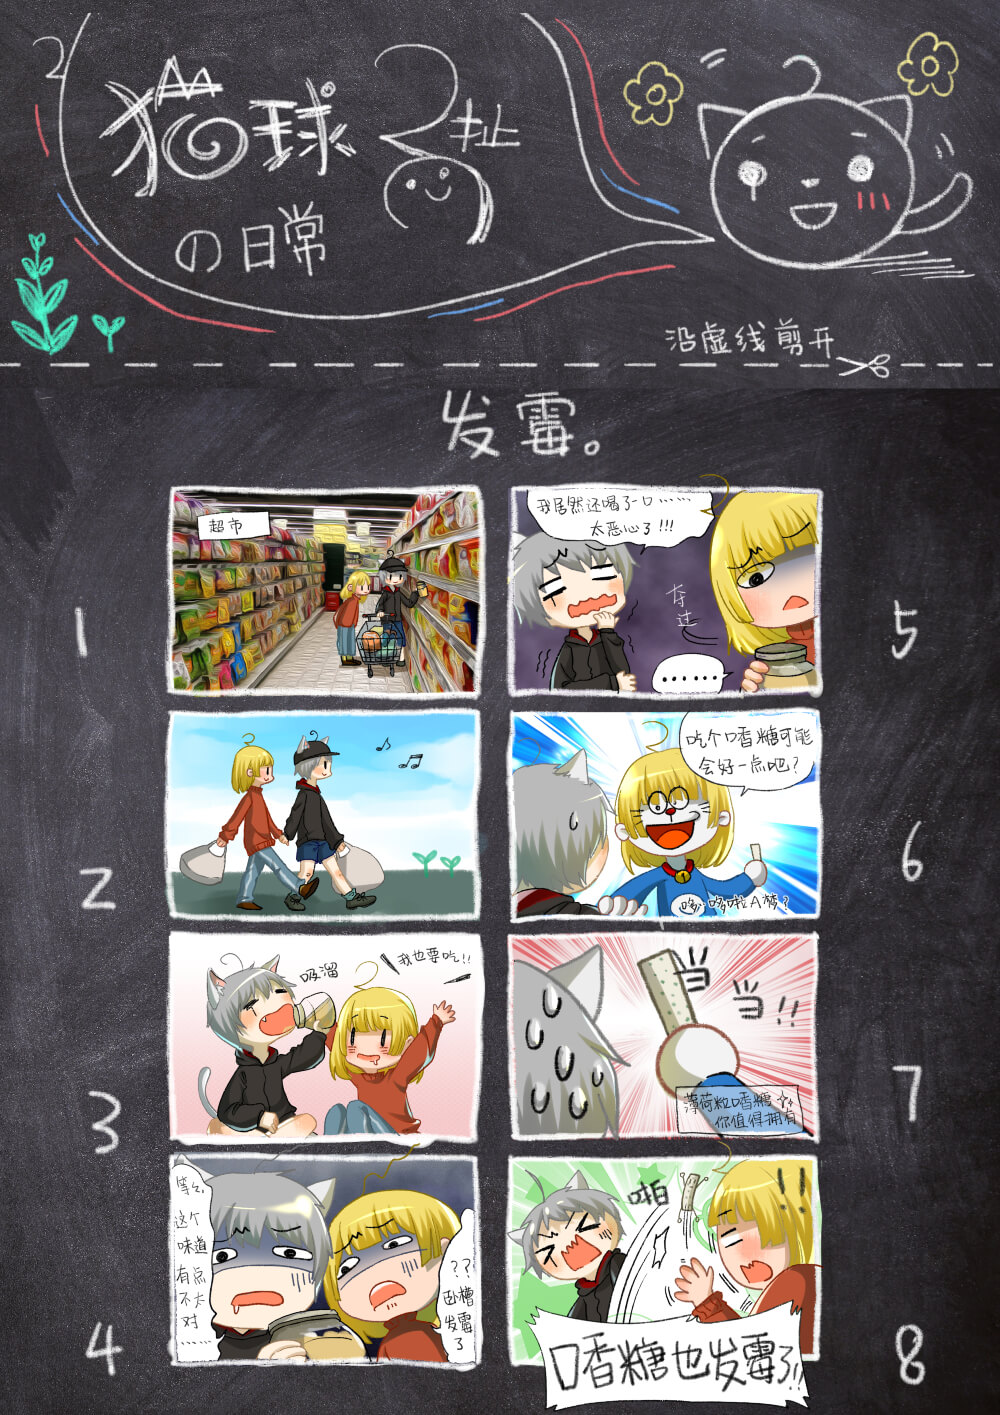 猫球
の日常
沿虚线剪开
发霉。
1
超市
2
3
吸溜
我也要吃!!
4
等么
这个
味道
有点
不太
对……
??
卧槽
发霉
了
5
我居然还喝了一口……
太恶心了!!!
夺过
……
6
吃个口香糖可能
会好一点吧?
哆…哆啦A梦?
7
当
当!!
薄荷粒口香糖
你值得拥有
8
啪
!!
口香糖也发霉了!!